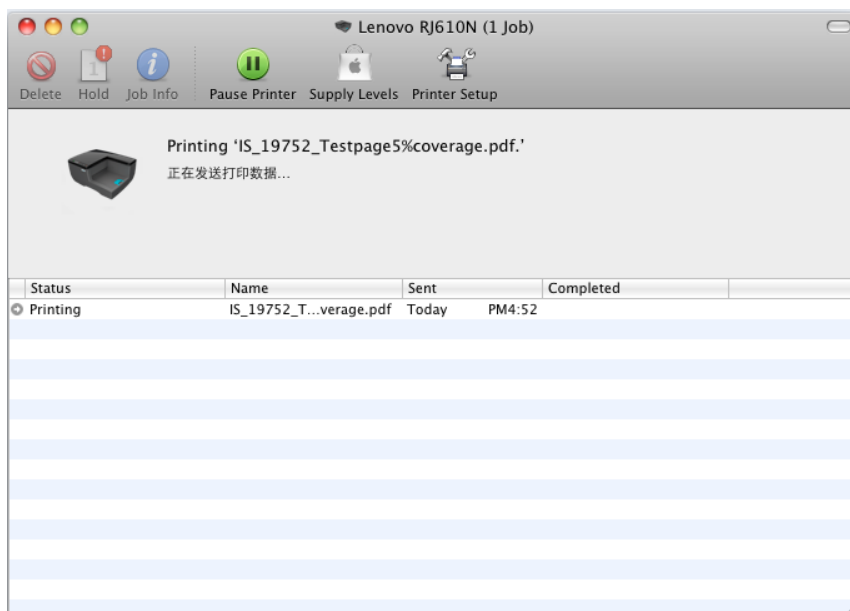 Lenovo RJ610N (1 Job)
1
Delete Hold Job Info Pause Printer Supply Levels Printer Setup
Printing ‘IS_19752_Testpage5%coverage.pdf.’
正在发送打印数据...
Status Name Sent Completed
Printing IS_19752_T...verage.pdf Today PM4:52